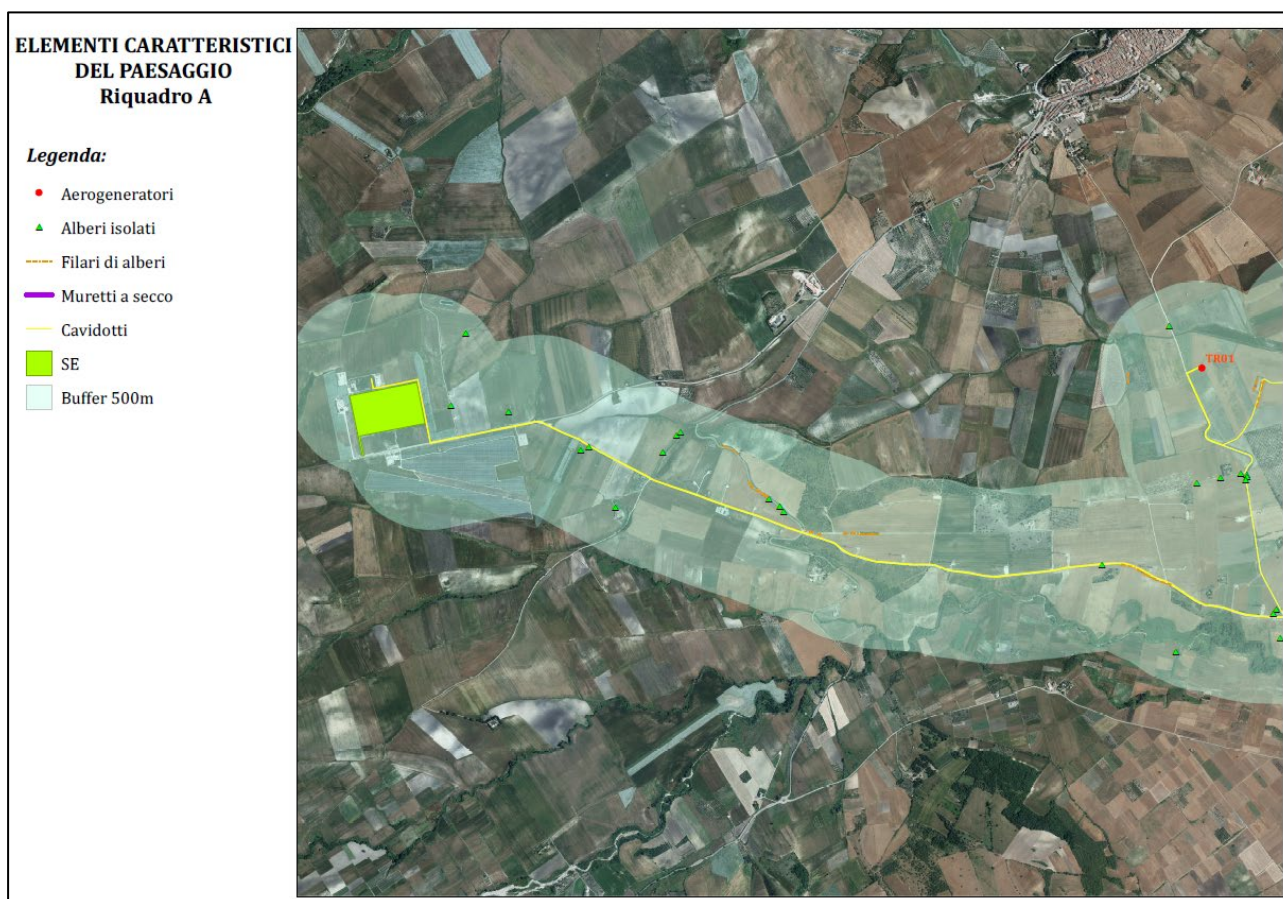 ELEMENTI CARATTERISTICI
DEL PAESAGGIO
Riquadro A
Legenda:
Aerogeneratori
Alberi isolati
Filari di alberi
Muretti a secco
Cavidotti
SE
Buffer 500m
TR01